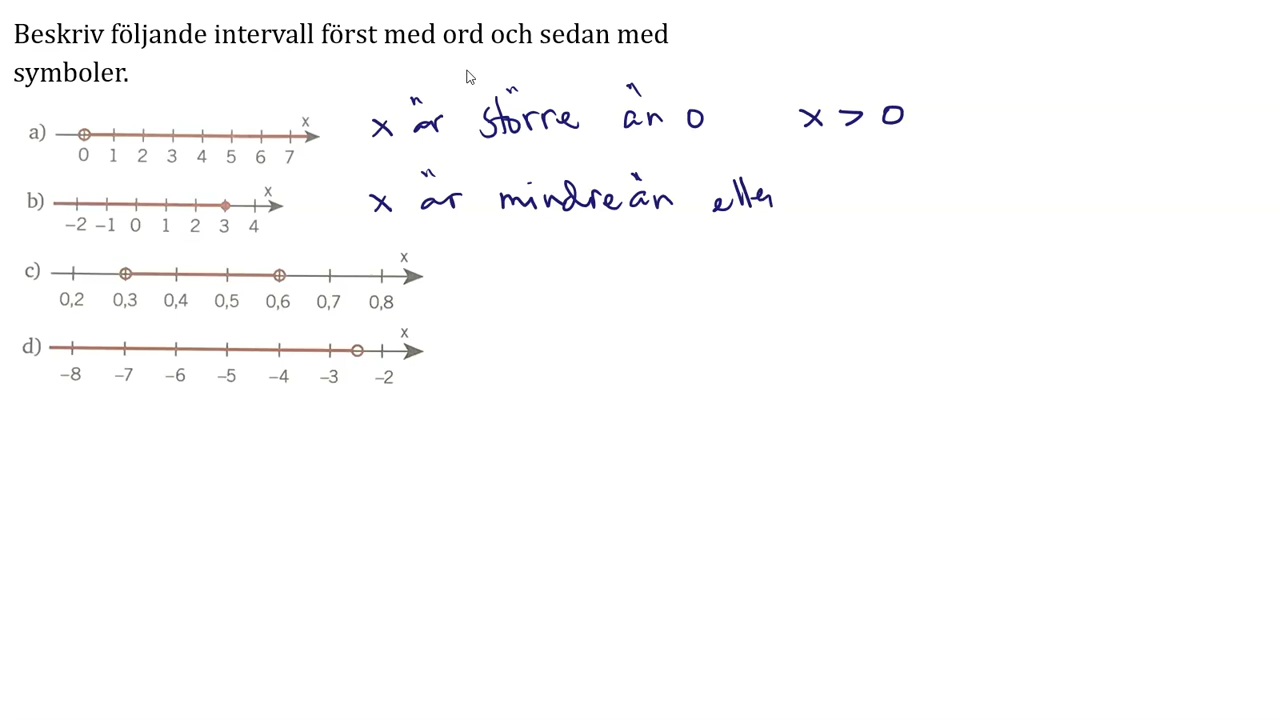 Beskriv följande intervall först med ord och sedan med
symboler.
a) x
0 1 2 3 4 5 6 7
x är större än 0 x > 0
b) x
−2 −1 0 1 2 3 4
x är mindre än eller
c) x
0,2 0,3 0,4 0,5 0,6 0,7 0,8
d) x
−8 −7 −6 −5 −4 −3 −2